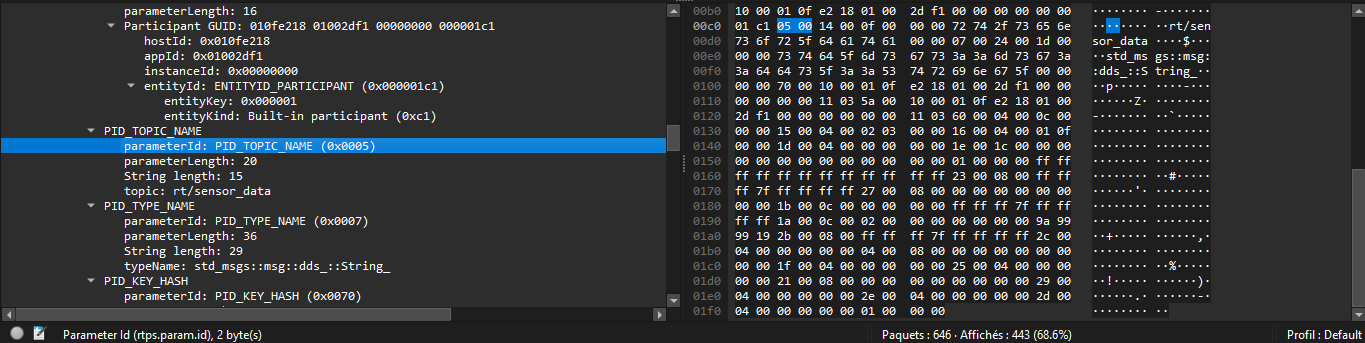 parameterLength: 16
Participant GUID: 010fe218 01002df1 00000000 000001c1
hostId: 0x010fe218
appId: 0x01002df1
instanceId: 0x00000000
entityId: ENTITYID_PARTICIPANT (0x000001c1)
entityKey: 0x000001
entityKind: Built-in participant (0xc1)
PID_TOPIC_NAME
parameterId: PID_TOPIC_NAME (0x0005)
parameterLength: 20
String length: 15
topic: rt/sensor_data
PID_TYPE_NAME
parameterId: PID_TYPE_NAME (0x0007)
parameterLength: 36
String length: 29
typeName: std_msgs::msg::dds_::String_
PID_KEY_HASH
parameterId: PID_KEY_HASH (0x0070)
00b0 10 00 01 0f e2 18 01 00 2d f1 00 00 00 00 00 00 ········ -·······
00c0 01 c1 05 00 14 00 0f 00 00 00 72 74 2f 73 65 6e ········ ··rt/sen
00d0 73 6f 72 5f 64 61 74 61 00 00 07 00 24 00 1d 00 sor_data ····$···
00e0 00 00 73 74 64 5f 6d 73 67 73 3a 3a 6d 73 67 3a ··std_ms gs::msg:
00f0 3a 64 64 73 5f 3a 3a 53 74 72 69 6e 67 5f 00 00 :dds_::S tring_··
0100 00 00 70 00 10 00 01 0f e2 18 01 00 2d f1 00 00 ··p····· ····-···
0110 00 00 00 00 11 03 5a 00 10 00 01 0f e2 18 01 00 ······Z· ········
0120 2d f1 00 00 00 00 00 00 11 03 60 00 04 00 0c 00 -······· ··`·····
0130 00 00 15 00 04 00 02 03 00 00 16 00 04 00 01 0f ········ ········
0140 00 00 1d 00 04 00 00 00 00 00 1e 00 1c 00 00 00 ········ ········
0150 00 00 00 00 00 00 00 00 00 00 01 00 00 00 ff ff ········ ········
0160 ff ff ff ff ff ff ff ff ff ff 23 00 08 00 ff ff ········ ··#·····
0170 ff 7f ff ff ff ff 27 00 08 00 00 00 00 00 00 00 ······'· ········
0180 00 00 1b 00 0c 00 00 00 00 00 ff ff ff 7f ff ff ········ ········
0190 ff ff 1a 00 0c 00 02 00 00 00 00 00 00 00 9a 99 ········ ········
01a0 99 19 2b 00 08 00 ff ff ff 7f ff ff ff ff 2c 00 ··+····· ······,·
01b0 04 00 00 00 00 00 04 00 08 00 00 00 00 00 00 00 ········ ········
01c0 00 00 1f 00 04 00 00 00 00 00 25 00 04 00 00 00 ········ ··%·····
01d0 00 00 21 00 08 00 00 00 00 00 00 00 00 00 29 00 ··!····· ······)·
01e0 04 00 00 00 00 00 2e 00 04 00 00 00 00 00 2d 00 ······.· ······-·
01f0 04 00 00 00 00 00 01 00 00 00 ········ ··
Parameter Id (rtps.param.id), 2 byte(s)
Paquets : 646 · Affichés : 443 (68.6%)
Profil : Default